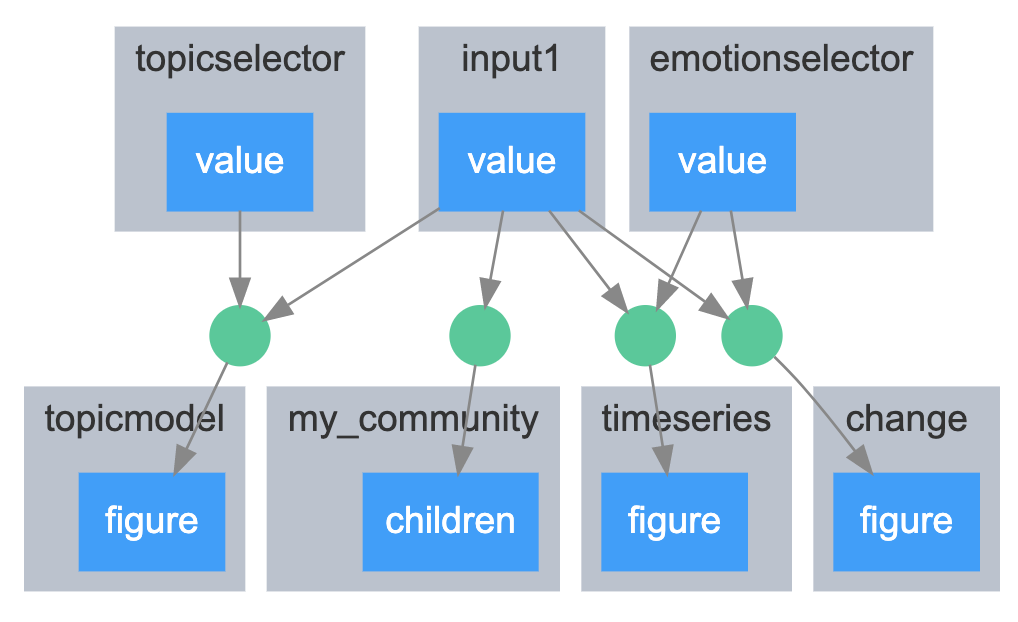 topicselector
input1
emotionselector
value
value
value
topicmodel
my_community
timeseries
change
figure
children
figure
figure